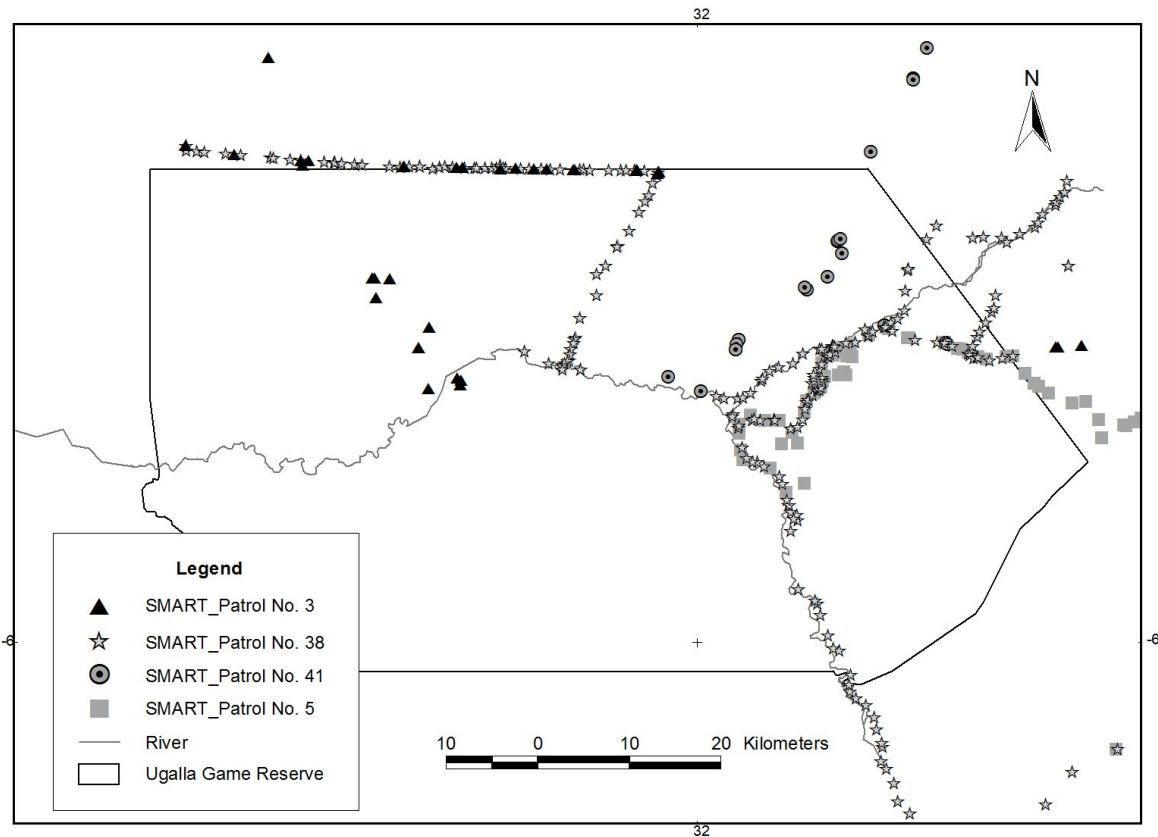 32
N
-6
-6
Legend
SMART_Patrol No. 3
SMART_Patrol No. 38
SMART_Patrol No. 41
SMART_Patrol No. 5
River
Ugalla Game Reserve
10 0 10 20 Kilometers
32